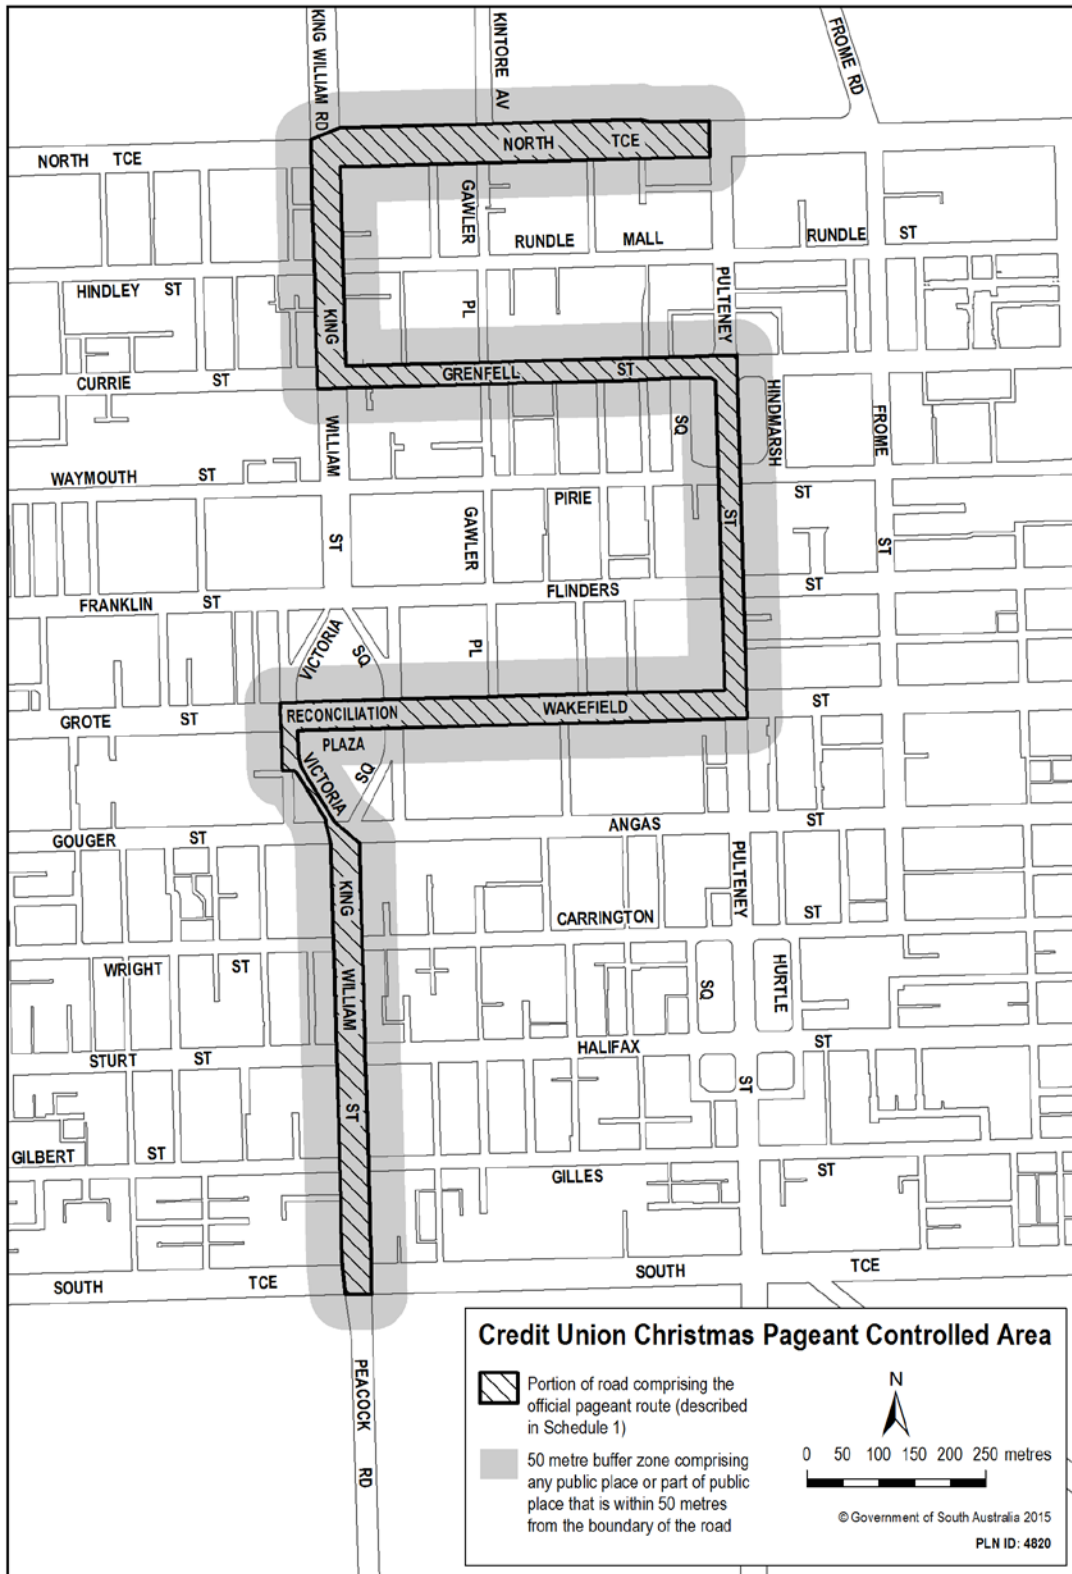 KING WILLIAM RD
KINTORE AV
FROME RD
NORTH TCE
NORTH TCE
GAWLER
RUNDLE MALL
RUNDLE ST
HINDLEY ST
KING
PL
PULTENEY
CURRIE ST
GRENFELL ST
HINDMARSH
SQ
FROME
WILLIAM
WAYMOUTH ST
PIRIE
ST
ST
GAWLER
ST
ST
FRANKLIN ST
FLINDERS
ST
VICTORIA
SQ
PL
GROTE ST
RECONCILIATION
WAKEFIELD
ST
PLAZA
VICTORIA
SQ
GOUGER ST
ANGAS
ST
KING
PULTENEY
CARRINGTON
ST
WRIGHT ST
WILLIAM
SQ
HURTLE
STURT ST
HALIFAX
ST
ST
ST
GILBERT ST
GILLES
ST
SOUTH TCE
SOUTH
TCE
PEACOCK
RD
Credit Union Christmas Pageant Controlled Area
Portion of road comprising the
official pageant route (described
in Schedule 1)
50 metre buffer zone comprising
any public place or part of public
place that is within 50 metres
from the boundary of the road
N
0 50 100 150 200 250 metres
© Government of South Australia 2015
PLN ID: 4820